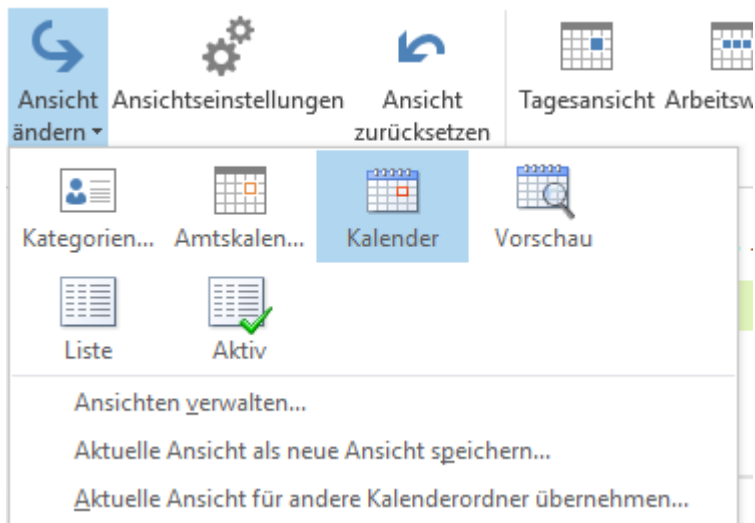 Ansicht Ansichtseinstellungen Ansicht Tagesansicht
ändern zurücksetzen
Kategorien... Amtskalen... Kalender Vorschau
Liste Aktiv
Ansichten verwalten...
Aktuelle Ansicht als neue Ansicht speichern...
Aktuelle Ansicht für andere Kalenderordner übernehmen...